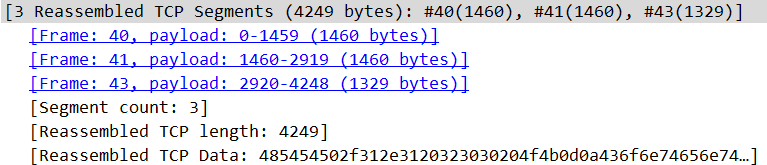 [3 Reassembled TCP Segments (4249 bytes): #40(1460), #41(1460), #43(1329)]
[Frame: 40, payload: 0-1459 (1460 bytes)]
[Frame: 41, payload: 1460-2919 (1460 bytes)]
[Frame: 43, payload: 2920-4248 (1329 bytes)]
[Segment count: 3]
[Reassembled TCP length: 4249]
[Reassembled TCP Data: 485454502f312e3120323030204f4b0d0a436f6e74656e74…]